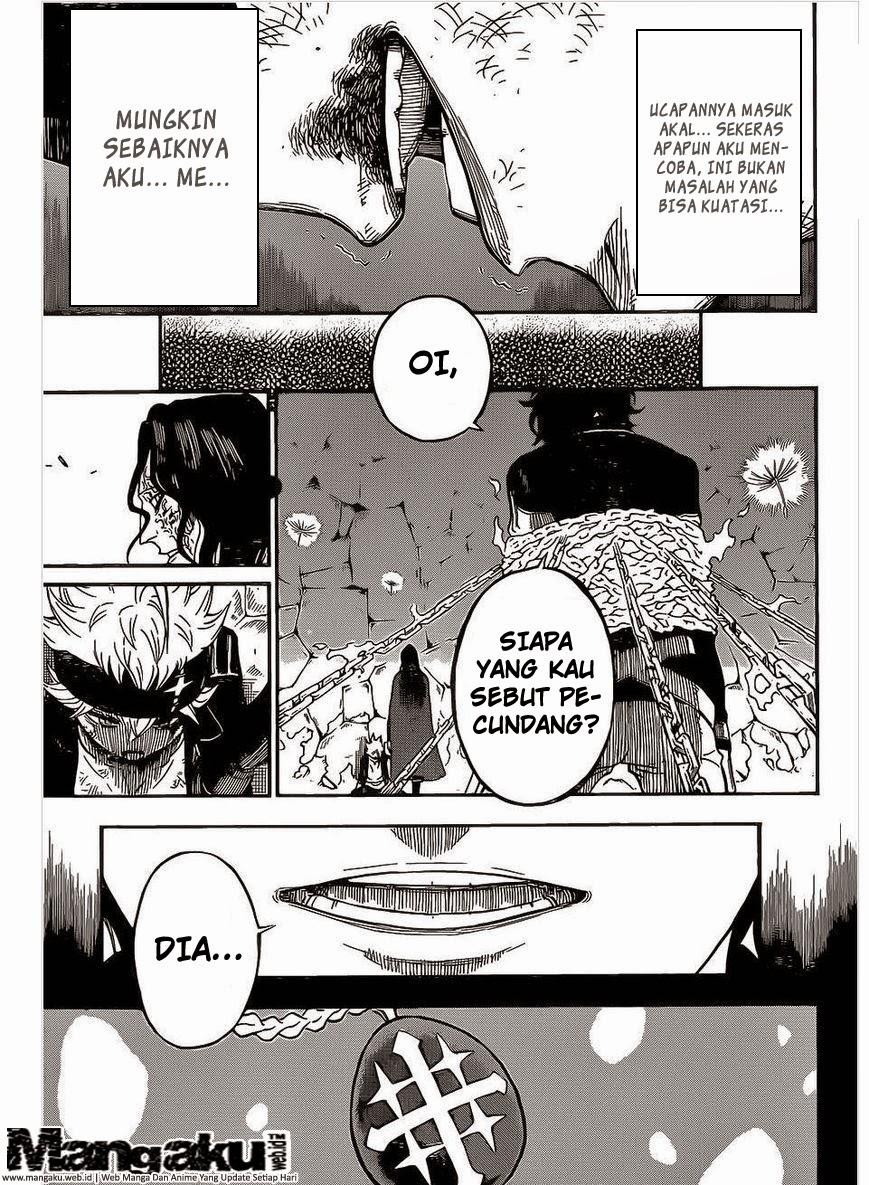 UCAPANNYA MASUK
AKAL... SEKERAS
APAPUN AKU MEN-
COBA, INI BUKAN
MASALAH YANG
BISA KUATASI...
MUNGKIN
SEBAIKNYA
AKU... ME...
OI,
SIAPA
YANG KAU
SEBUT PE-
CUNDANG?
DIA...
Mangaku
WEB.ID
www.mangaku.web.id | Web Manga Dan Anime Yang Update Setiap Hari